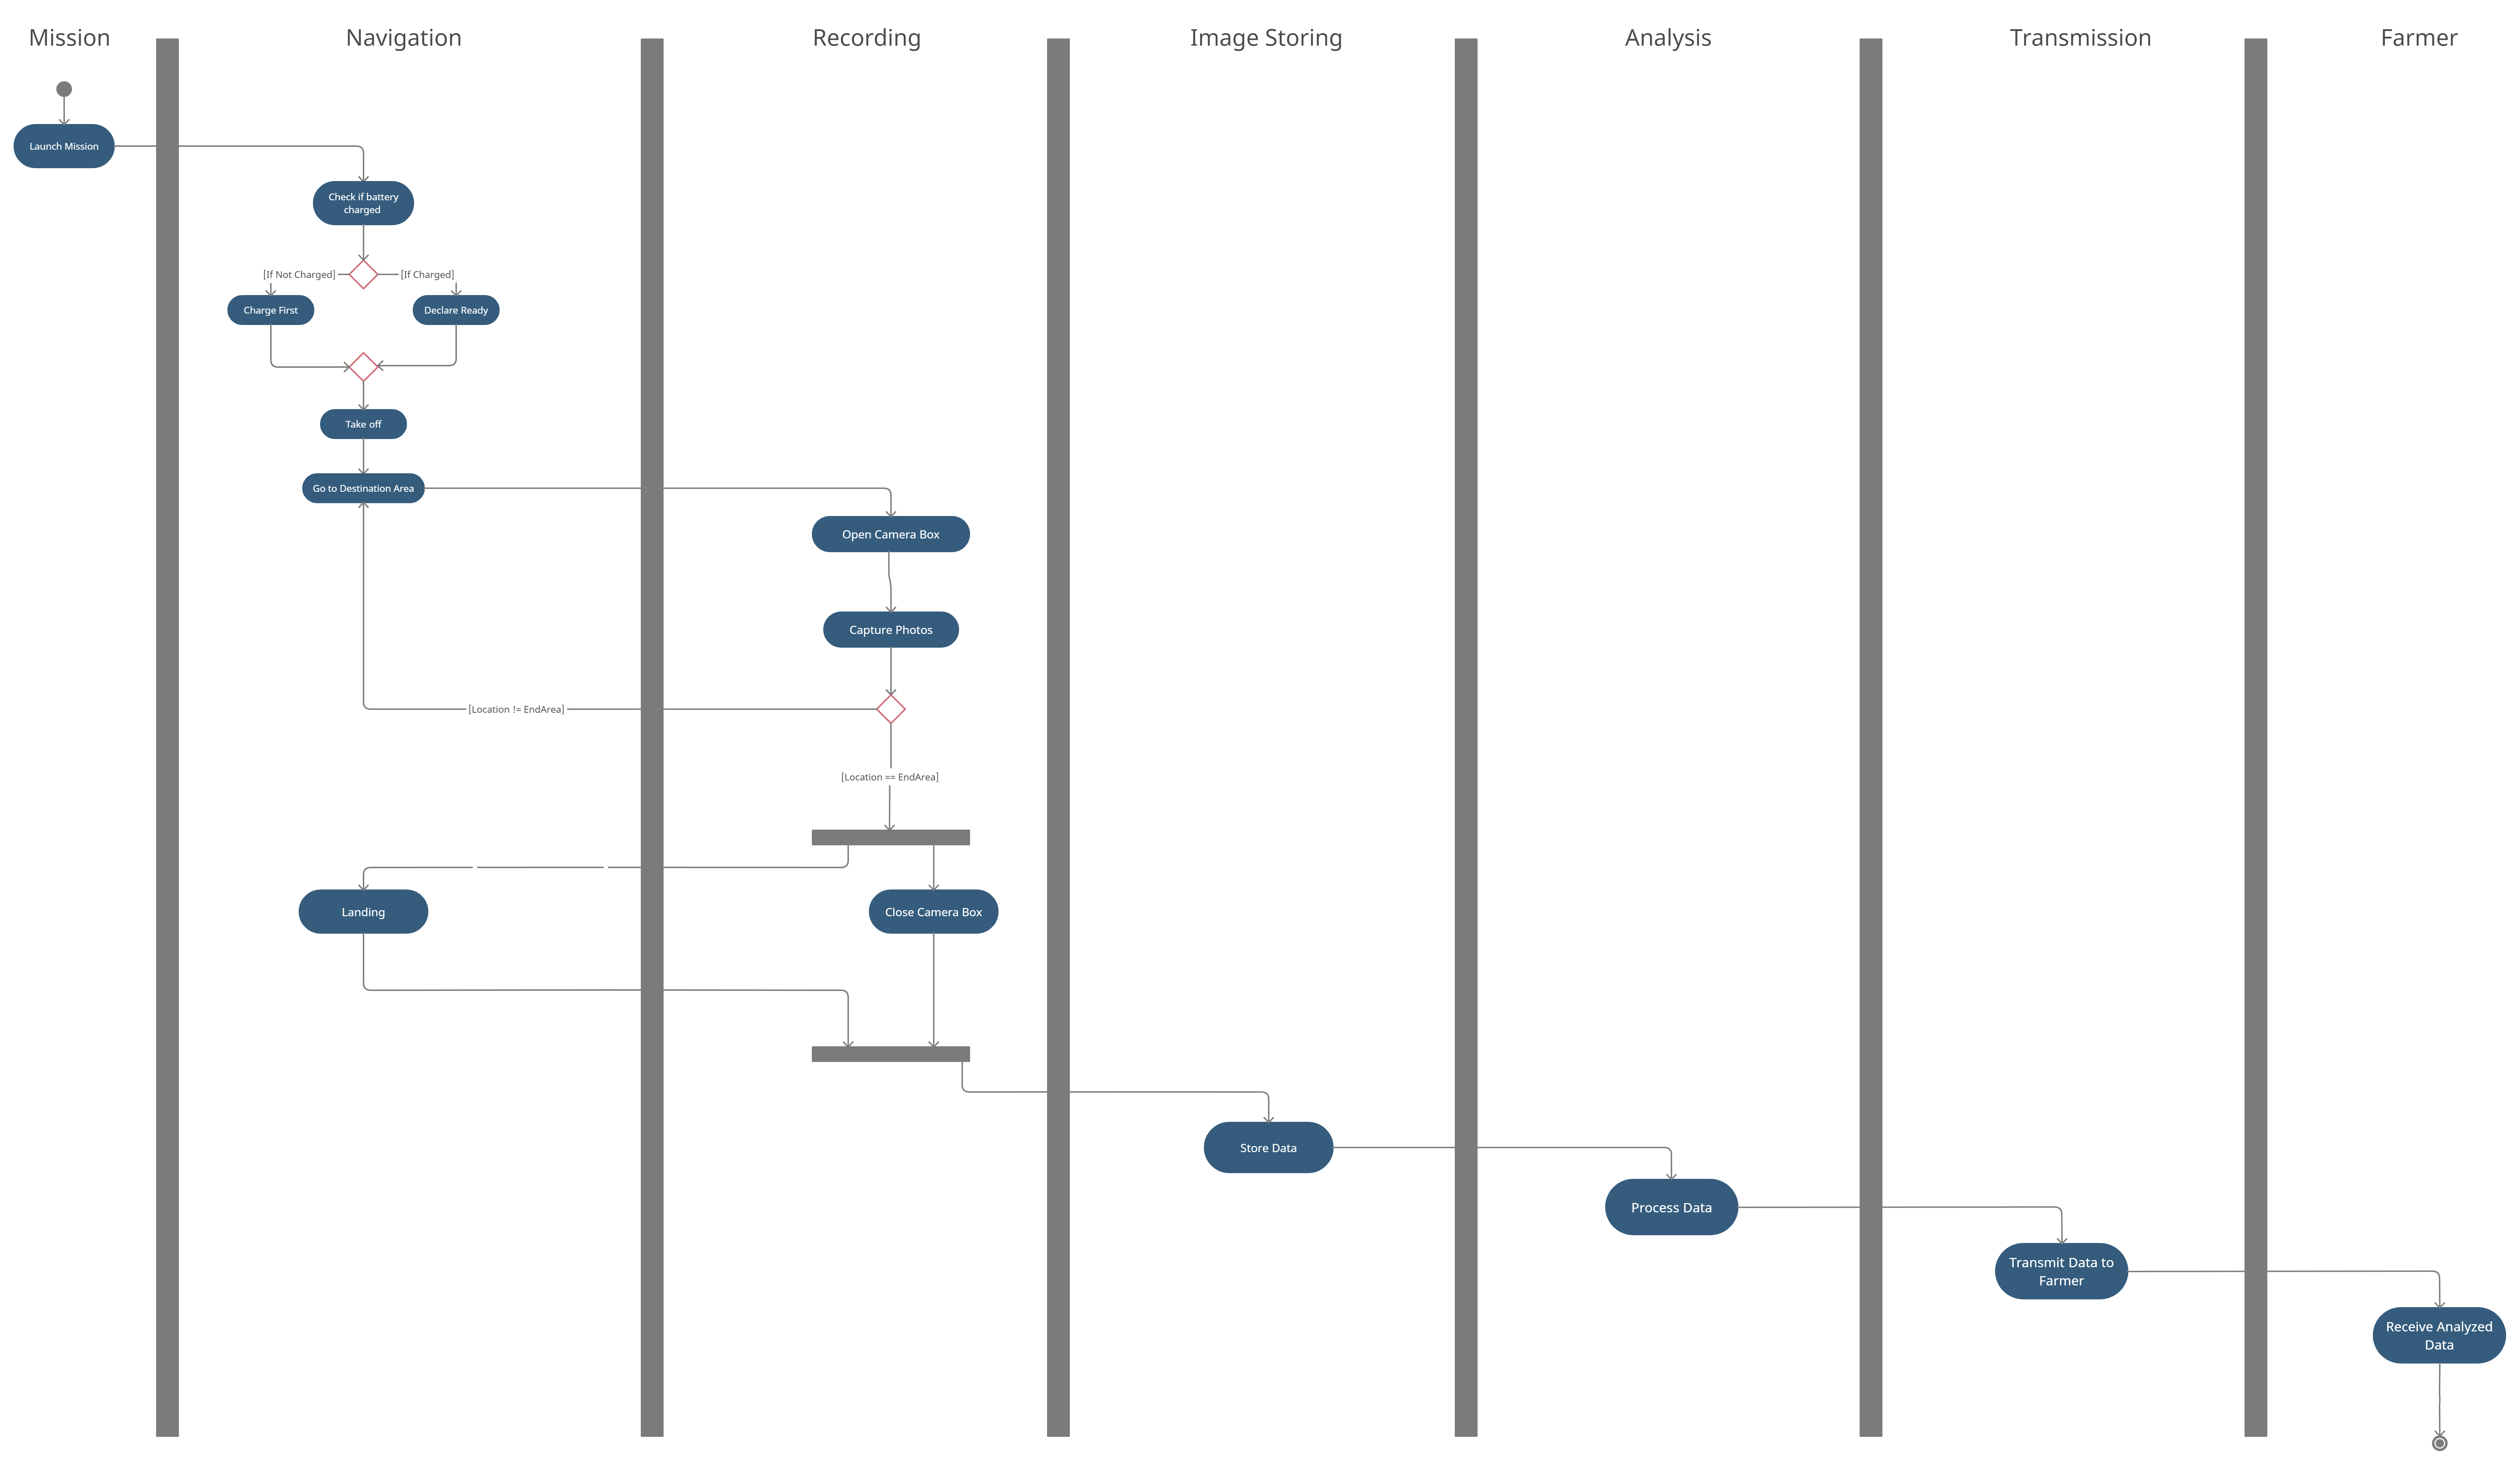 Mission
Navigation
Recording
Image Storing
Analysis
Transmission
Farmer
Launch Mission
Check if battery
charged
[If Not Charged]
[If Charged]
Charge First
Declare Ready
Take off
Go to Destination Area
Open Camera Box
Capture Photos
[Location != EndArea]
[Location == EndArea]
Landing
Close Camera Box
Store Data
Process Data
Transmit Data to
Farmer
Receive Analyzed
Data